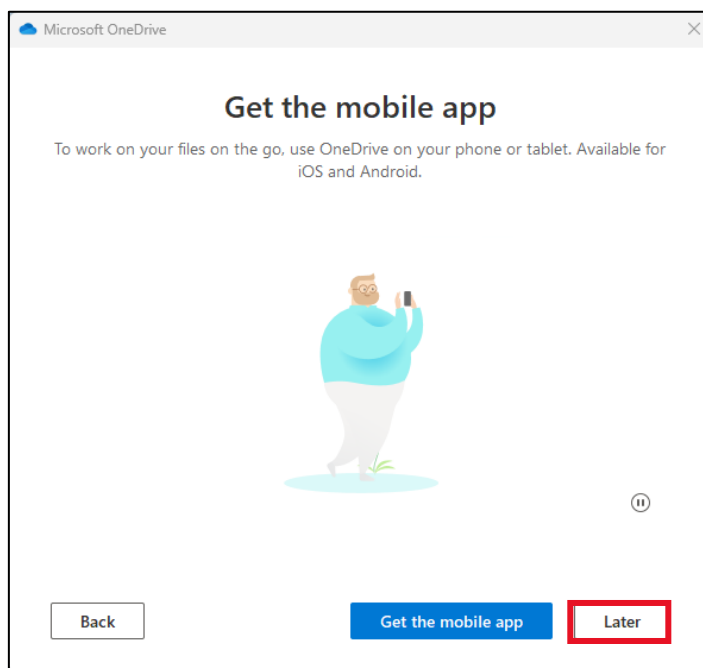 Microsoft OneDrive
Get the mobile app
To work on your files on the go, use OneDrive on your phone or tablet. Available for
iOS and Android.
Back
Get the mobile app
Later